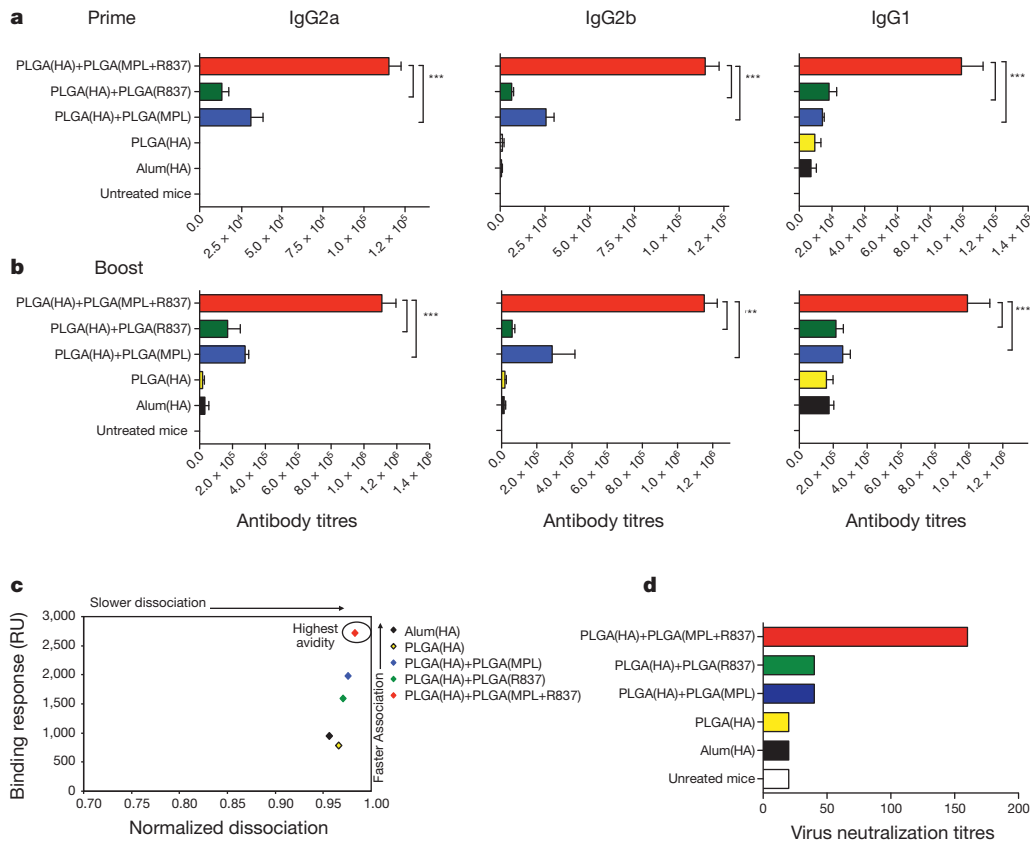 a
Prime
IgG2a
IgG2b
IgG1
PLGA(HA)+PLGA(MPL+R837)
PLGA(HA)+PLGA(R837)
PLGA(HA)+PLGA(MPL)
PLGA(HA)
Alum(HA)
Untreated mice
***
***
***
0.0
2.5 × 10⁴
5.0 × 10⁴
7.5 × 10⁴
1.0 × 10⁵
1.2 × 10⁵
0.0
2.5 × 10⁴
5.0 × 10⁴
7.5 × 10⁴
1.0 × 10⁵
1.2 × 10⁵
0.0
2.0 × 10⁴
4.0 × 10⁴
6.0 × 10⁴
8.0 × 10⁴
1.0 × 10⁵
1.2 × 10⁵
1.4 × 10⁵
b
Boost
PLGA(HA)+PLGA(MPL+R837)
PLGA(HA)+PLGA(R837)
PLGA(HA)+PLGA(MPL)
PLGA(HA)
Alum(HA)
Untreated mice
***
**
***
0.0
2.0 × 10⁵
4.0 × 10⁵
6.0 × 10⁵
8.0 × 10⁵
1.0 × 10⁶
1.2 × 10⁶
1.4 × 10⁶
0.0
2.0 × 10⁵
4.0 × 10⁵
6.0 × 10⁵
8.0 × 10⁵
1.0 × 10⁶
1.2 × 10⁶
0.0
2.0 × 10⁵
4.0 × 10⁵
6.0 × 10⁵
8.0 × 10⁵
1.0 × 10⁶
1.2 × 10⁶
Antibody titres
Antibody titres
Antibody titres
c
Slower dissociation
Binding response (RU)
3,000
2,500
2,000
1,500
1,000
500
0
Highest
avidity
Faster Association
Alum(HA)
PLGA(HA)
PLGA(HA)+PLGA(MPL)
PLGA(HA)+PLGA(R837)
PLGA(HA)+PLGA(MPL+R837)
0.70
0.75
0.80
0.85
0.90
0.95
1.00
Normalized dissociation
d
PLGA(HA)+PLGA(MPL+R837)
PLGA(HA)+PLGA(R837)
PLGA(HA)+PLGA(MPL)
PLGA(HA)
Alum(HA)
Unreated mice
0
50
100
150
200
Virus neutralization titres